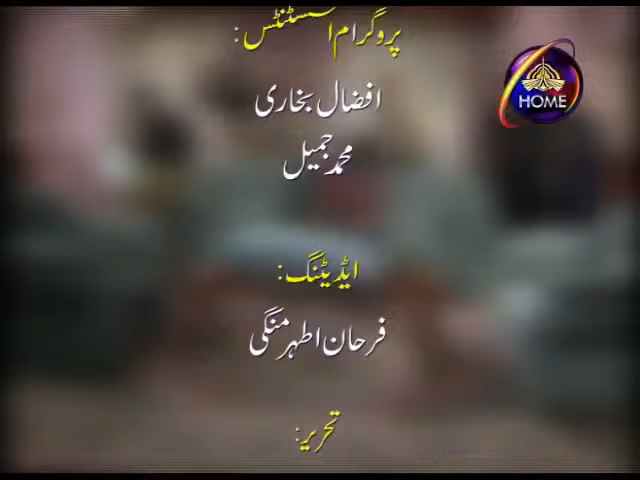 پروگرام اسسٹنٹس:
افضال بخاری
محمد جمیل
ایڈیٹنگ:
فرحان اطہر منگی
تحریر:
HOME